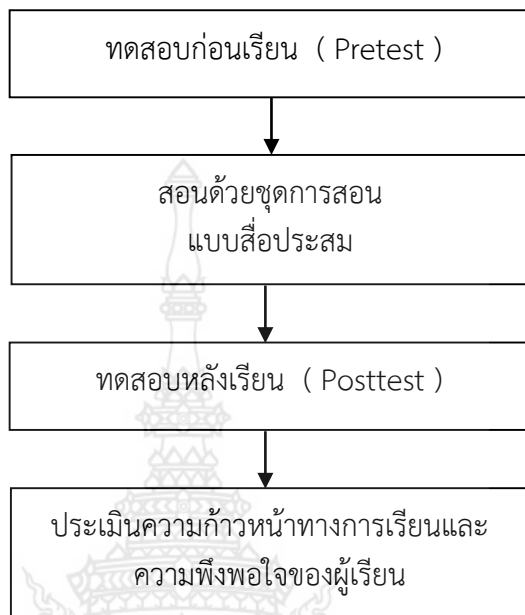 ทดสอบก่อนเรียน ( Pretest )
สอนด้วยชุดการสอน
แบบสื่อประสม
ทดสอบหลังเรียน ( Posttest )
ประเมินความก้าวหน้าทางการเรียนและ
ความพึงพอใจของผู้เรียน